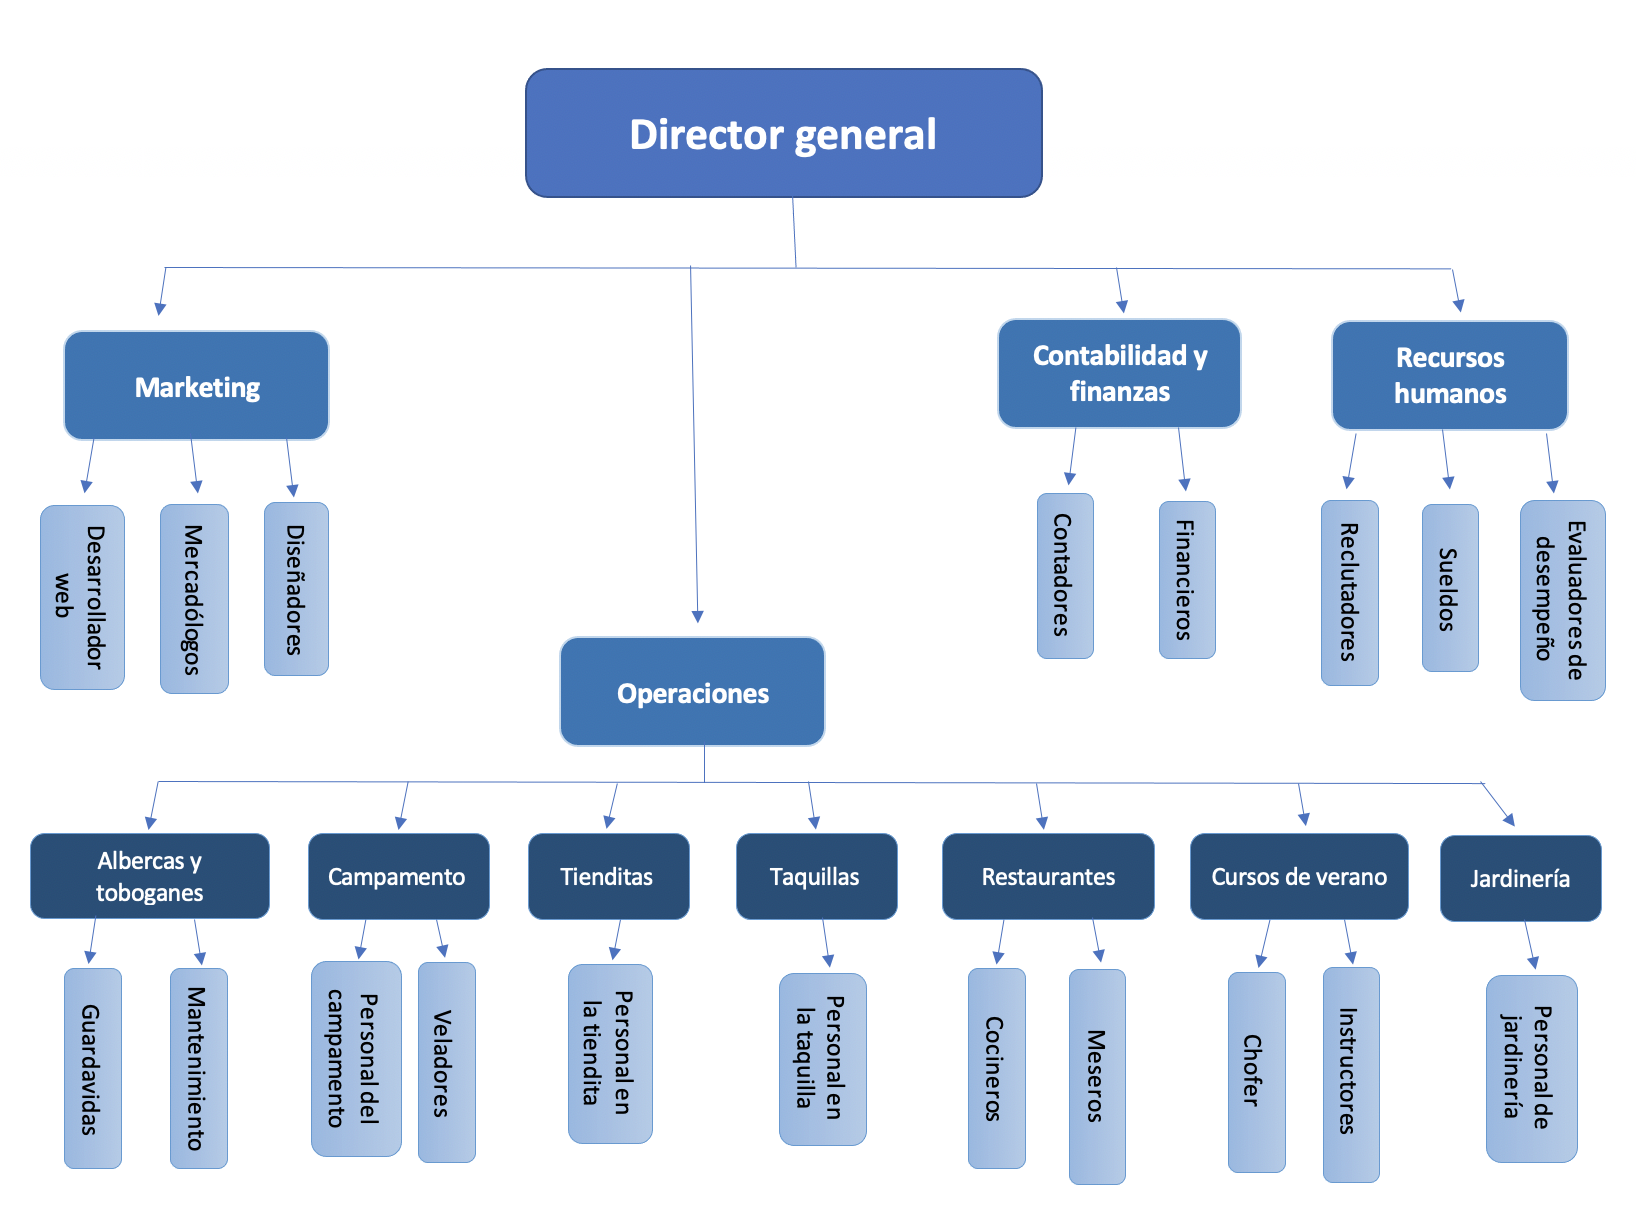 Director general
Marketing
Contabilidad y
finanzas
Recursos
humanos
Desarrollador
web
Mercadólogos
Diseñadores
Contadores
Financieros
Reclutadores
Sueldos
Evaluadores de
desempeño
Operaciones
Albercas y
toboganes
Campamento
Tienditas
Taquillas
Restaurantes
Cursos de verano
Jardinería
Guardavidas
Mantenimiento
Personal del
campamento
Veladores
Personal en
la tiendita
Personal en
la taquilla
Cocineros
Meseros
Chofer
Instructores
Personal de
jardinería